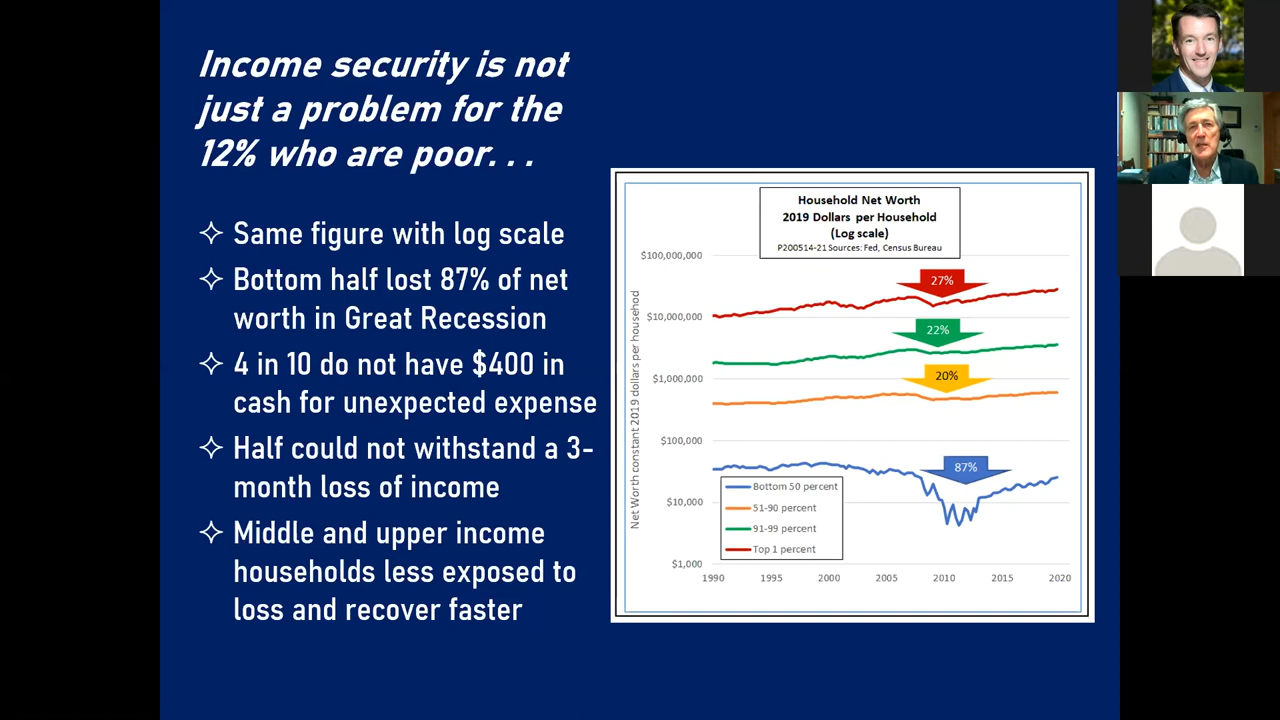 Income security is not
just a problem for the
12% who are poor. . .
Same figure with log scale
Bottom half lost 87% of net
worth in Great Recession
4 in 10 do not have $400 in
cash for unexpected expense
Half could not withstand a 3-
month loss of income
Middle and upper income
households less exposed to
loss and recover faster
Household Net Worth
2019 Dollars per Household
(Log scale)
P200514-21 Sources: Fed, Census Bureau
Net Worth constant 2019 dollars per househod
$100,000,000
$10,000,000
$1,000,000
$100,000
$10,000
$1,000
27%
22%
20%
87%
Bottom 50 percent
51-90 percent
91-99 percent
Top 1 percent
1990 1995 2000 2005 2010 2015 2020